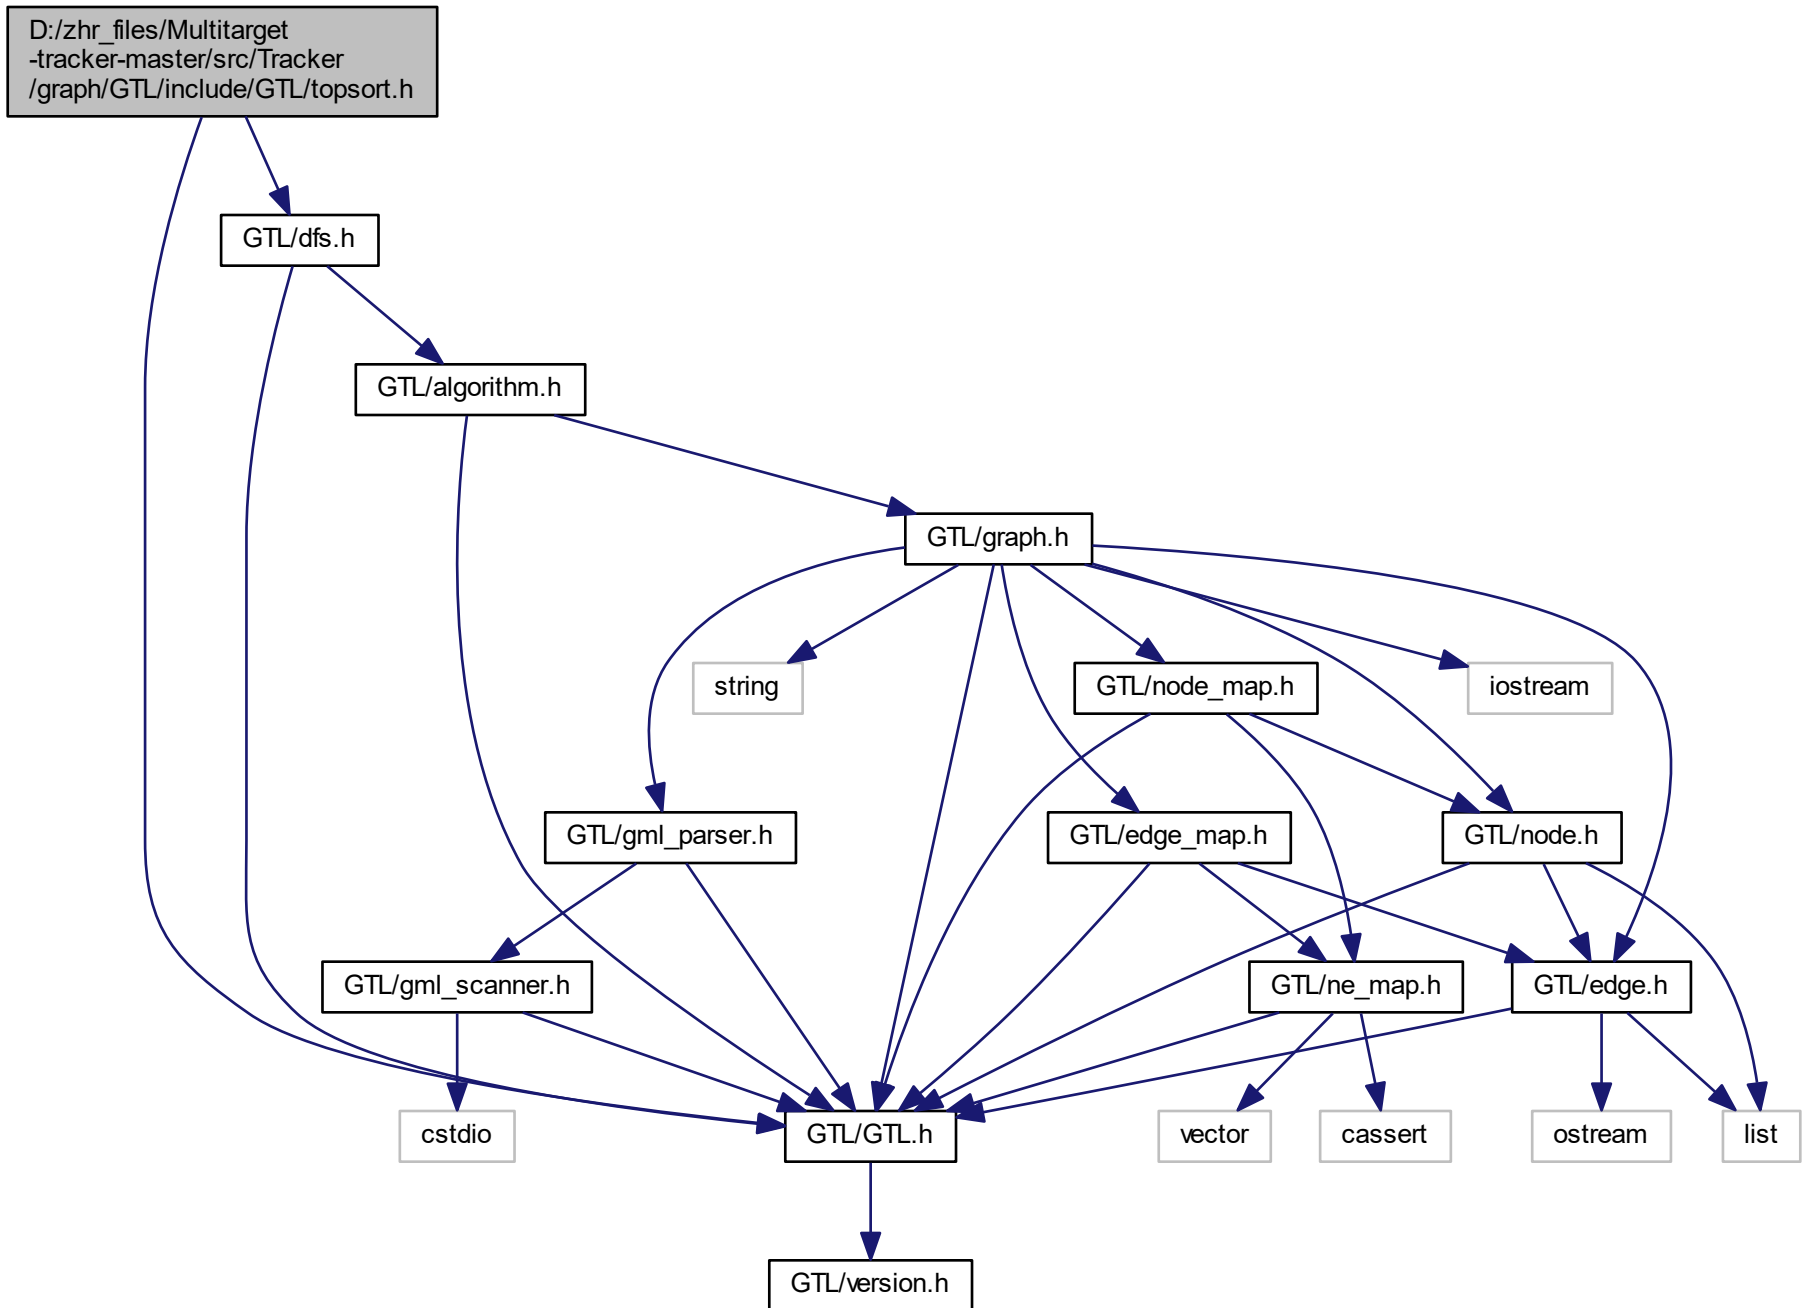 D:/zhr_files/Multitarget
-tracker-master/src/Tracker
/graph/GTL/include/GTL/topsort.h
GTL/dfs.h
GTL/algorithm.h
GTL/graph.h
string
GTL/node_map.h
iostream
GTL/gml_parser.h
GTL/edge_map.h
GTL/node.h
GTL/gml_scanner.h
GTL/ne_map.h
GTL/edge.h
cstdio
GTL/GTL.h
vector
cassert
ostream
list
GTL/version.h